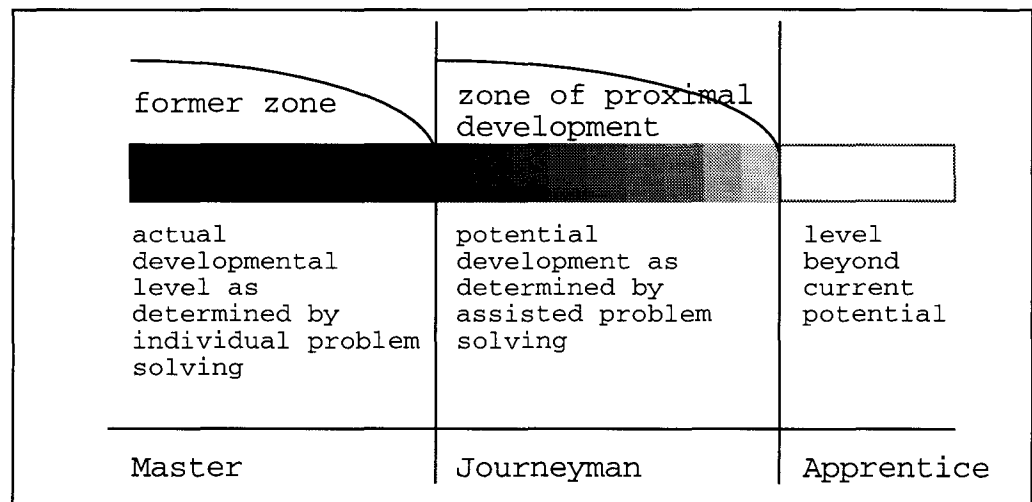 former zone
zone of proximal
development
actual
developmental
level as
determined by
individual problem
solving
potential
development as
determined by
assisted problem
solving
level
beyond
current
potential
Master
Journeyman
Apprentice